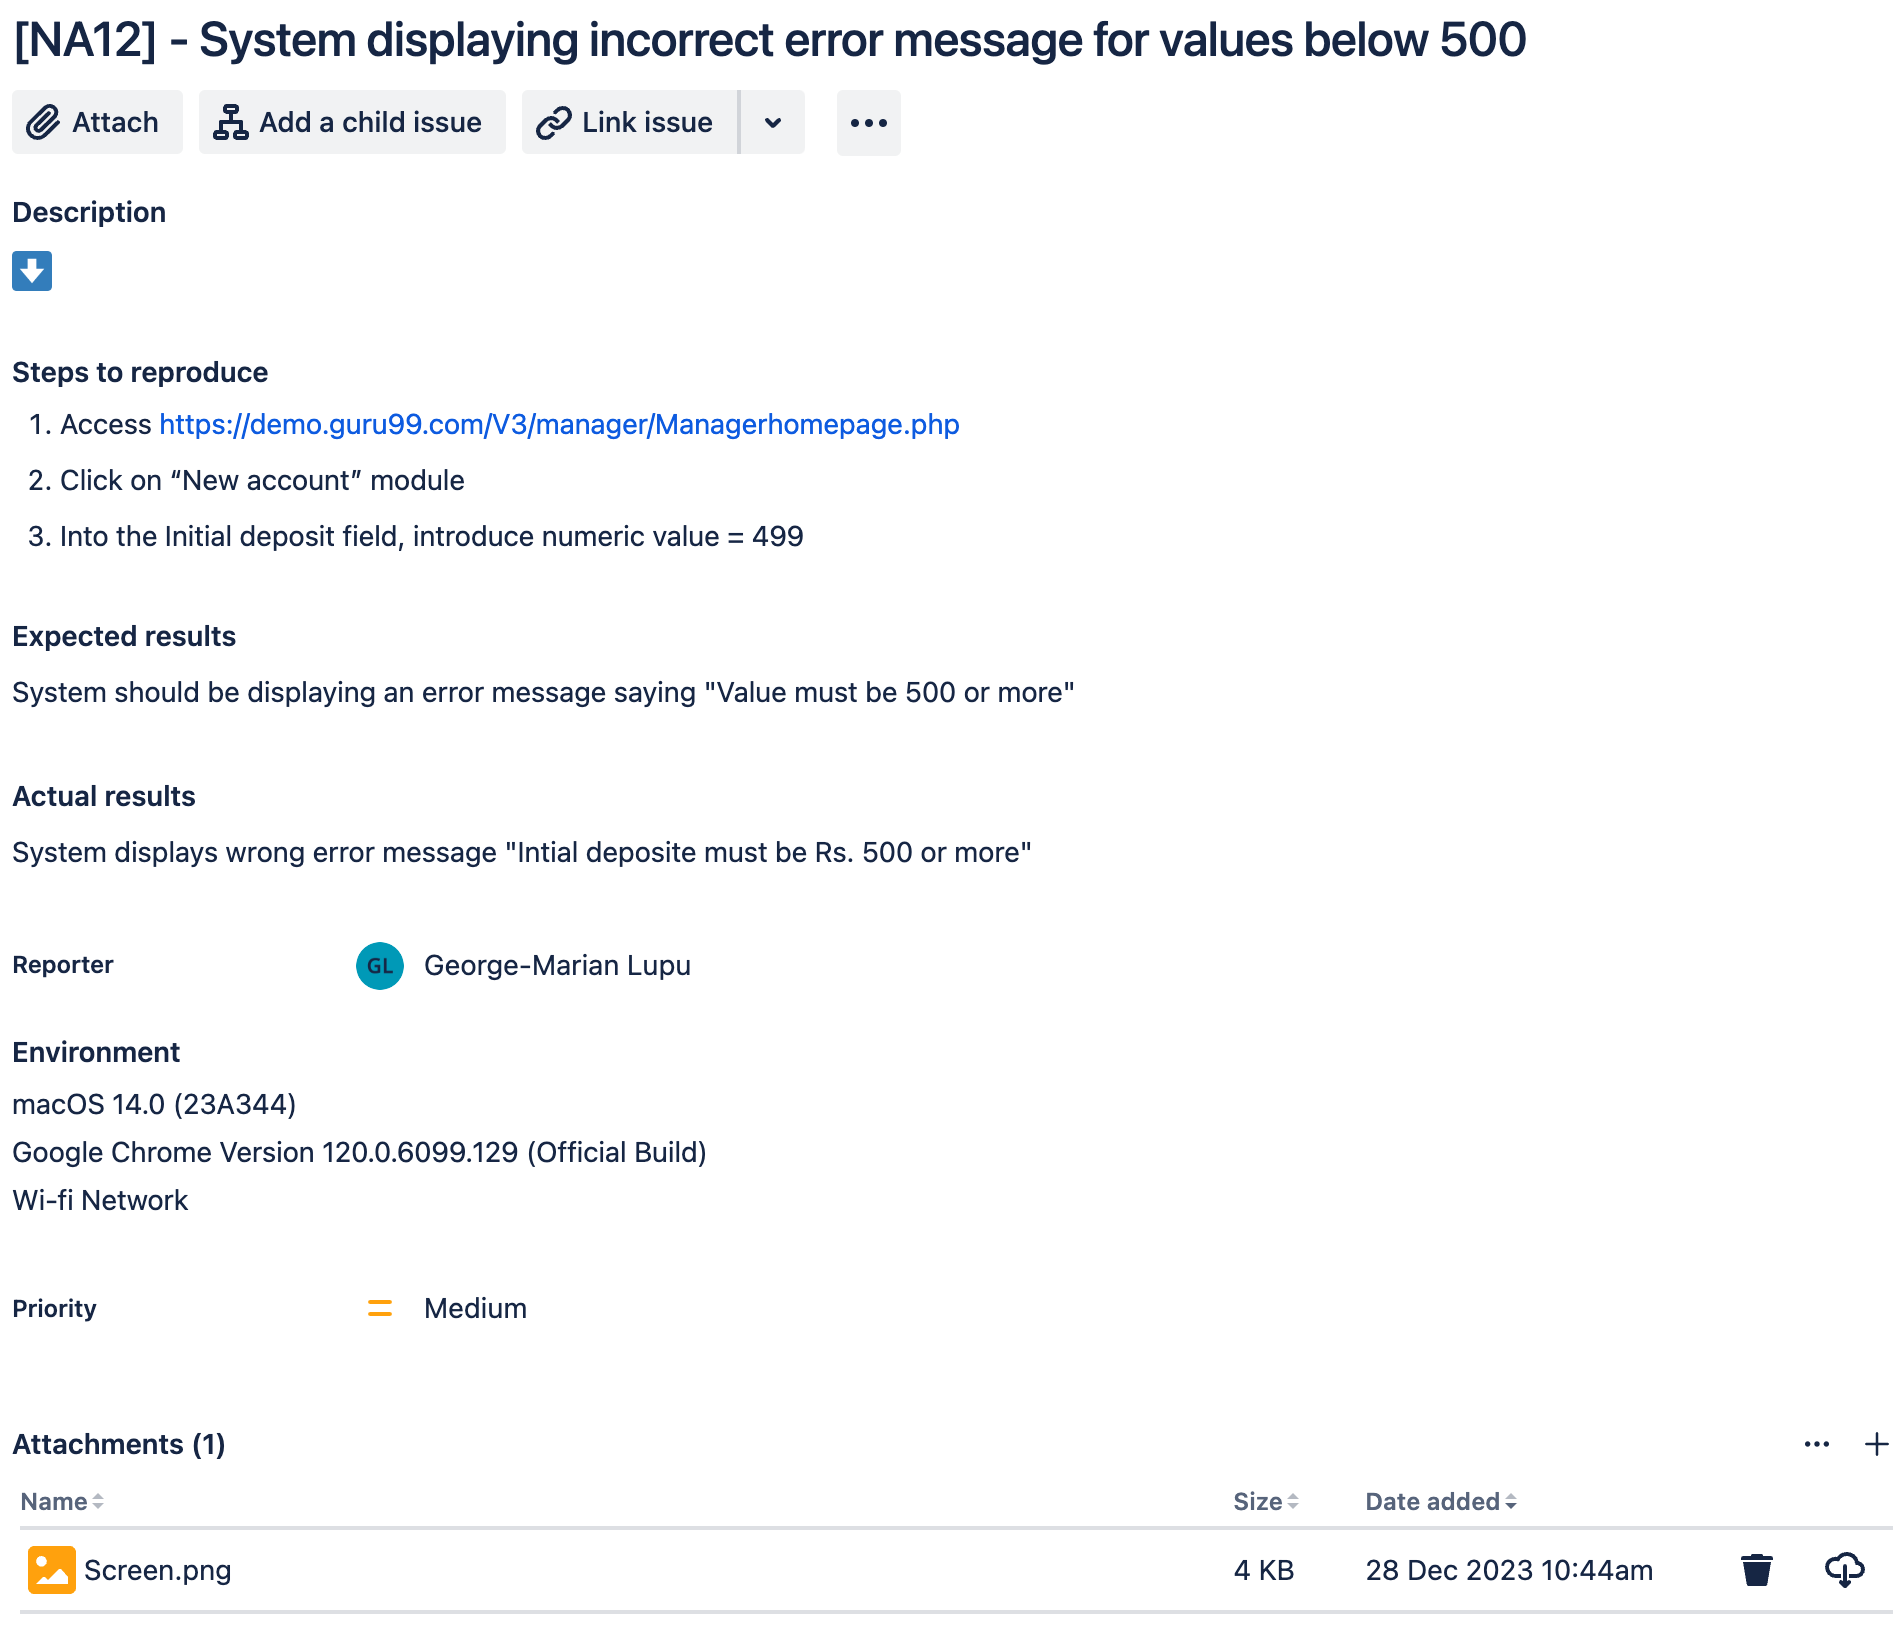 [NA12] - System displaying incorrect error message for values below 500
Attach
Add a child issue
Link issue
Description
Steps to reproduce
1. Access https://demo.guru99.com/V3/manager/Managerhomepage.php
2. Click on “New account” module
3. Into the Initial deposit field, introduce numeric value = 499
Expected results
System should be displaying an error message saying "Value must be 500 or more"
Actual results
System displays wrong error message "Intial deposite must be Rs. 500 or more"
Reporter GL George-Marian Lupu
Environment
macOS 14.0 (23A344)
Google Chrome Version 120.0.6099.129 (Official Build)
Wi-fi Network
Priority Medium
Attachments (1)
Name Size Date added
Screen.png 4 KB 28 Dec 2023 10:44am